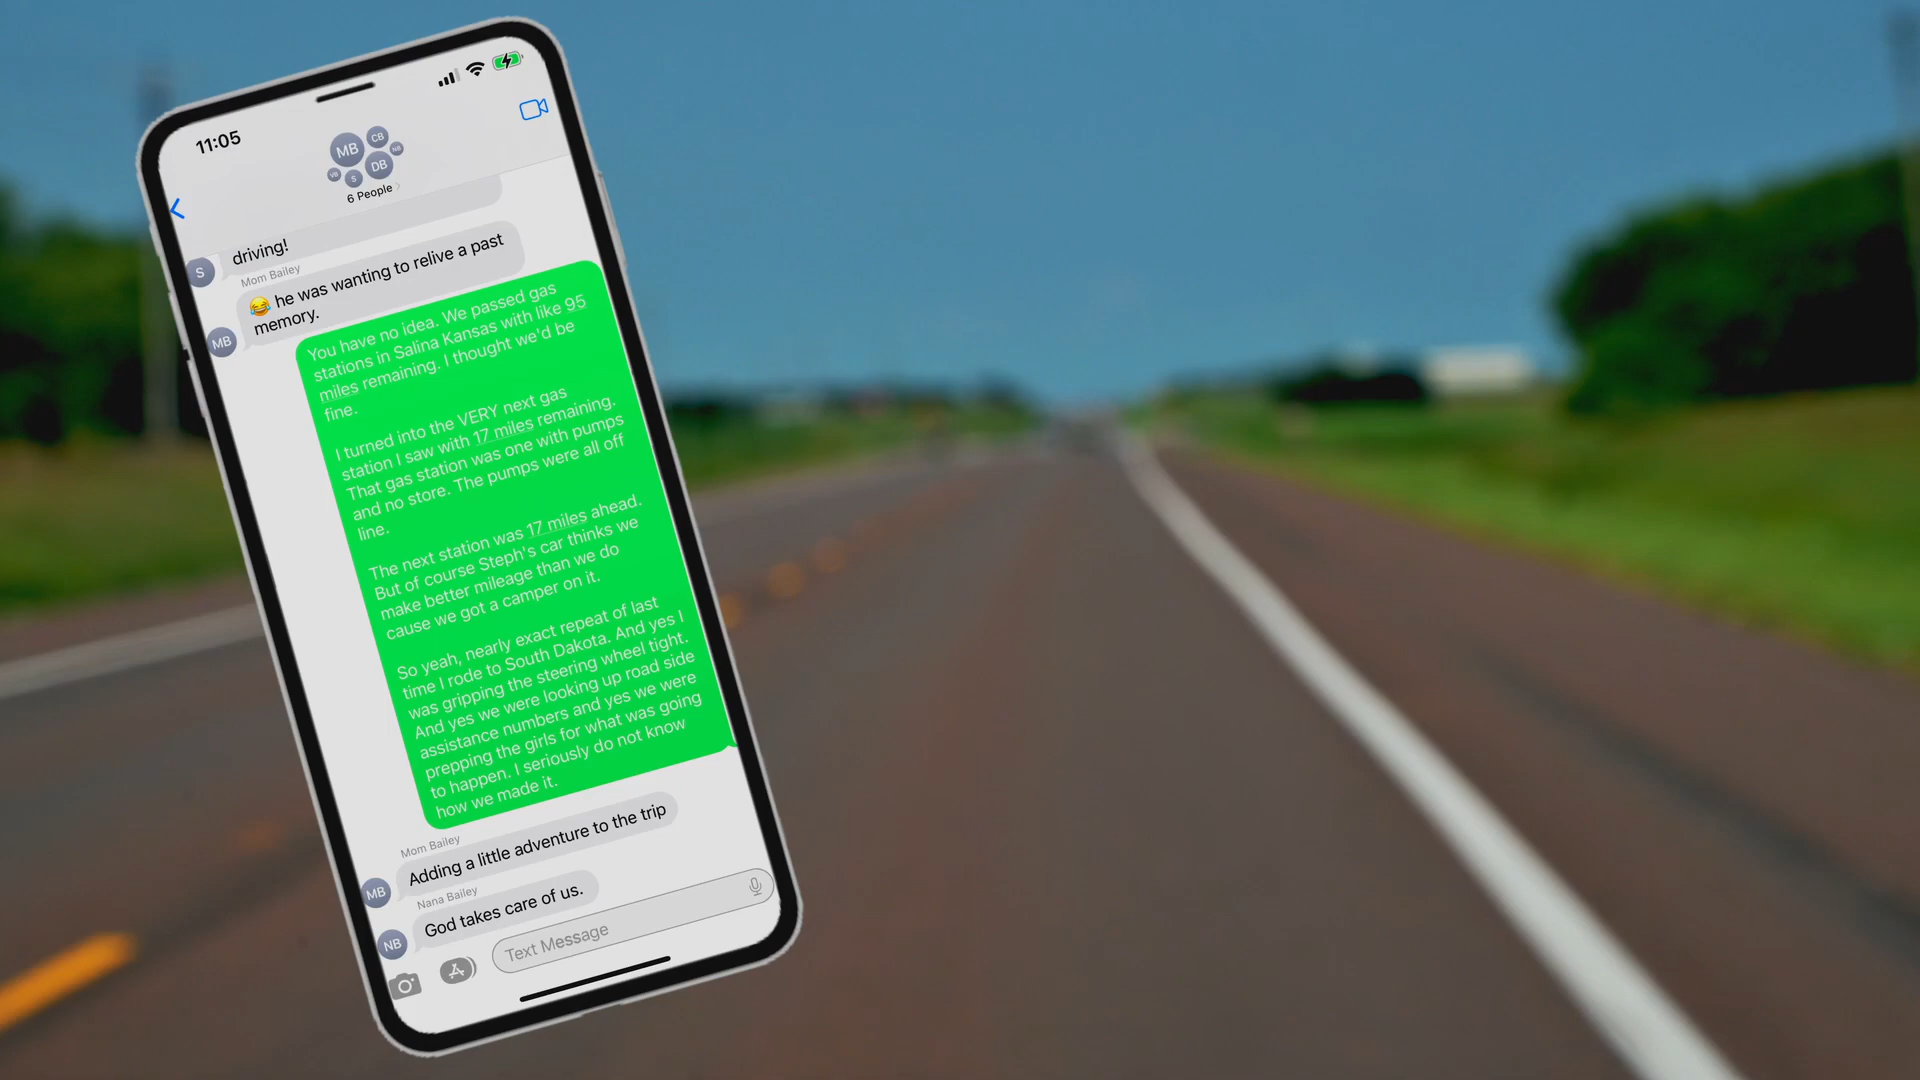 11:05
MB
CB
NB
VB
S
DB
6 People
driving!
S
Mom Bailey
😂 he was wanting to relive a past
memory.
MB
You have no idea. We passed gas
stations in Salina Kansas with like 95
miles remaining. I thought we'd be
fine.
I turned into the VERY next gas
station I saw with 17 miles remaining.
That gas station was one with pumps
and no store. The pumps were all off
line.
The next station was 17 miles ahead.
But of course Steph's car thinks we
make better mileage than we do
cause we got a camper on it.
So yeah, nearly exact repeat of last
time I rode to South Dakota. And yes I
was gripping the steering wheel tight.
And yes we were looking up road side
assistance numbers and yes we were
prepping the girls for what was going
to happen. I seriously do not know
how we made it.
Mom Bailey
Adding a little adventure to the trip
MB
Nana Bailey
God takes care of us.
NB
Text Message